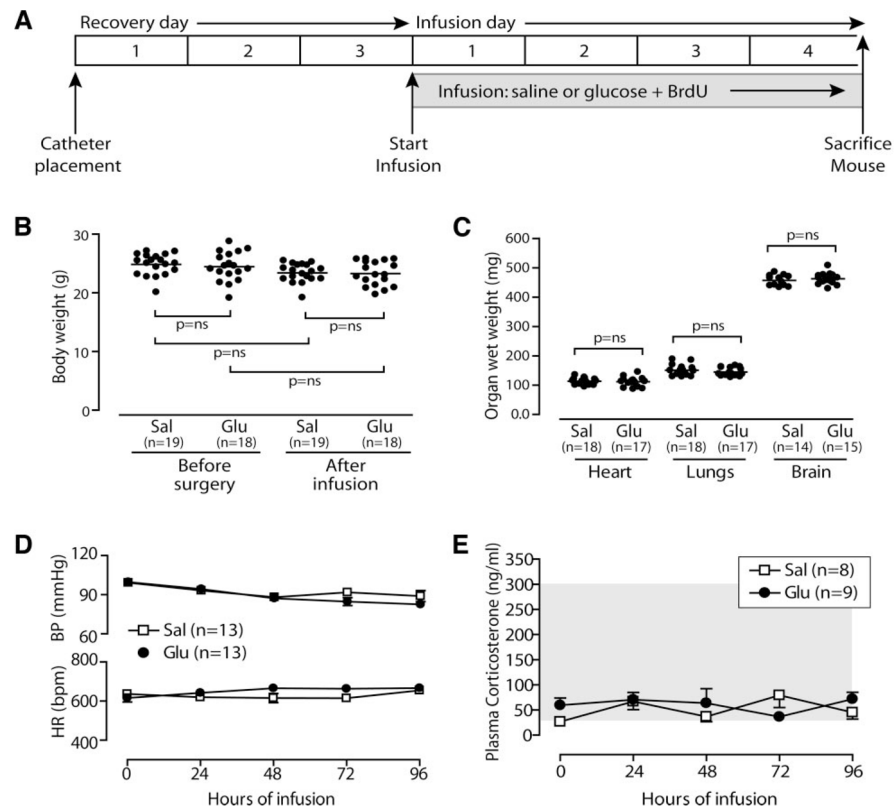 A
Recovery day
Infusion day
1 2 3 1 2 3 4
Infusion: saline or glucose + BrdU
Catheter
placement
Start
Infusion
Sacrifice
Mouse
B
Body weight (g)
30
20
10
0
p=ns
p=ns
p=ns
p=ns
Sal Glu Sal Glu
(n=19) (n=18) (n=19) (n=18)
Before
surgery
After
infusion
C
Organ wet weight (mg)
600
500
400
300
200
100
0.0
p=ns
p=ns
p=ns
Sal Glu Sal Glu Sal Glu
(n=18) (n=17) (n=18) (n=17) (n=14) (n=15)
Heart Lungs Brain
D
BP (mmHg)
120
90
60
Sal (n=13)
Glu (n=13)
HR (bpm)
800
600
400
0 24 48 72 96
Hours of infusion
E
Plasma Corticosterone (ng/ml)
350
300
250
200
150
100
50
0
Sal (n=8)
Glu (n=9)
0 24 48 72 96
Hours of infusion